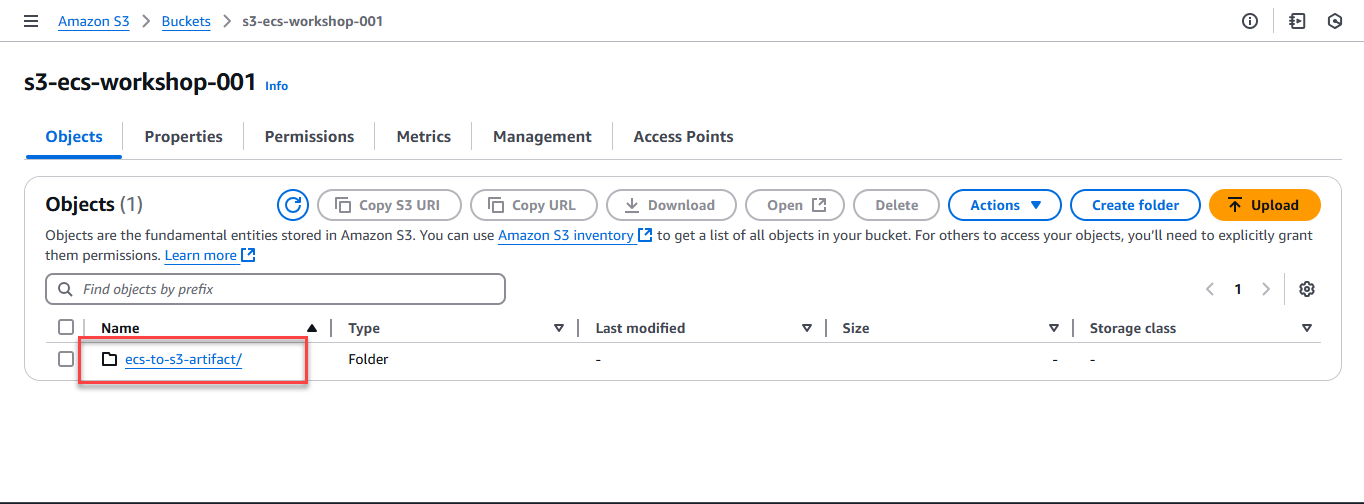 Amazon S3 > Buckets > s3-ecs-workshop-001
s3-ecs-workshop-001 Info
Objects Properties Permissions Metrics Management Access Points
Objects (1) Copy S3 URI Copy URL Download Open Delete Actions Create folder Upload
Objects are the fundamental entities stored in Amazon S3. You can use Amazon S3 inventory to get a list of all objects in your bucket. For others to access your objects, you'll need to explicitly grant
them permissions. Learn more
Find objects by prefix 1
Name Type Last modified Size Storage class
ecs-to-s3-artifact/ Folder - - -